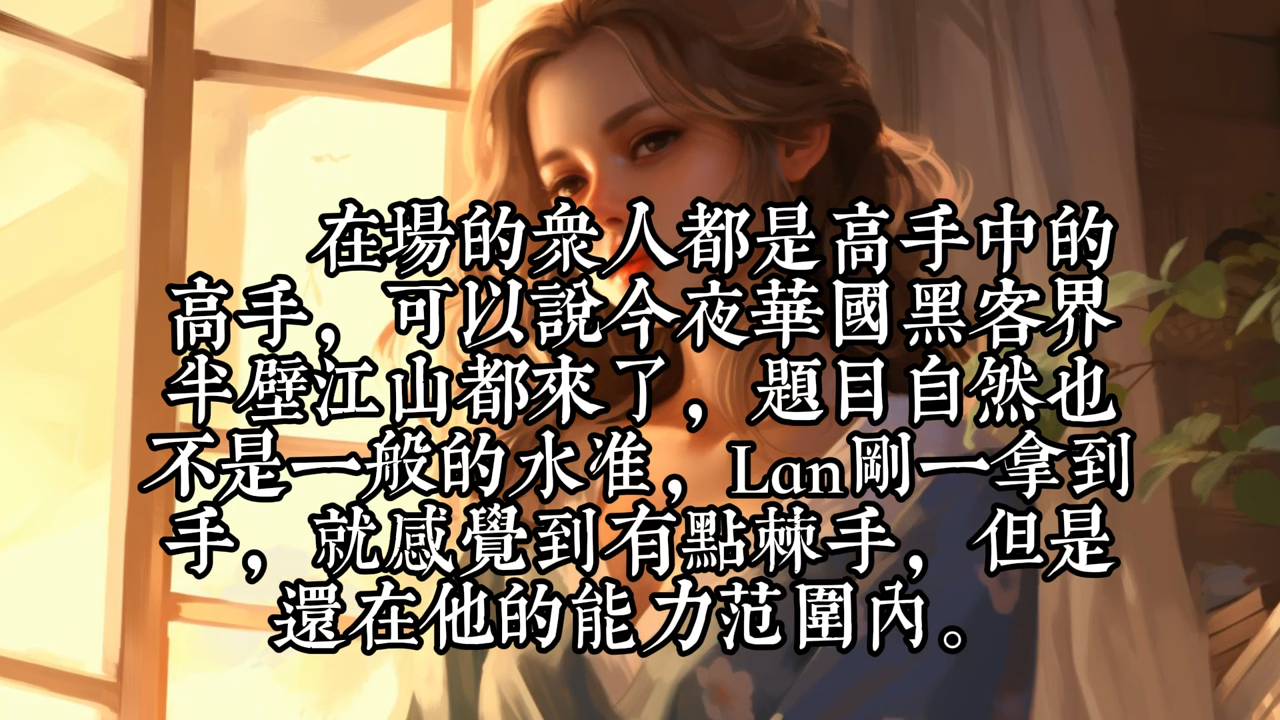 在場的衆人都是高手中的
高手，可以說今夜華國黑客界
半壁江山都來了，題目自然也
不是一般的水准，Lan剛一拿到
手，就感覺到有點棘手，但是
還在他的能力范圍內。